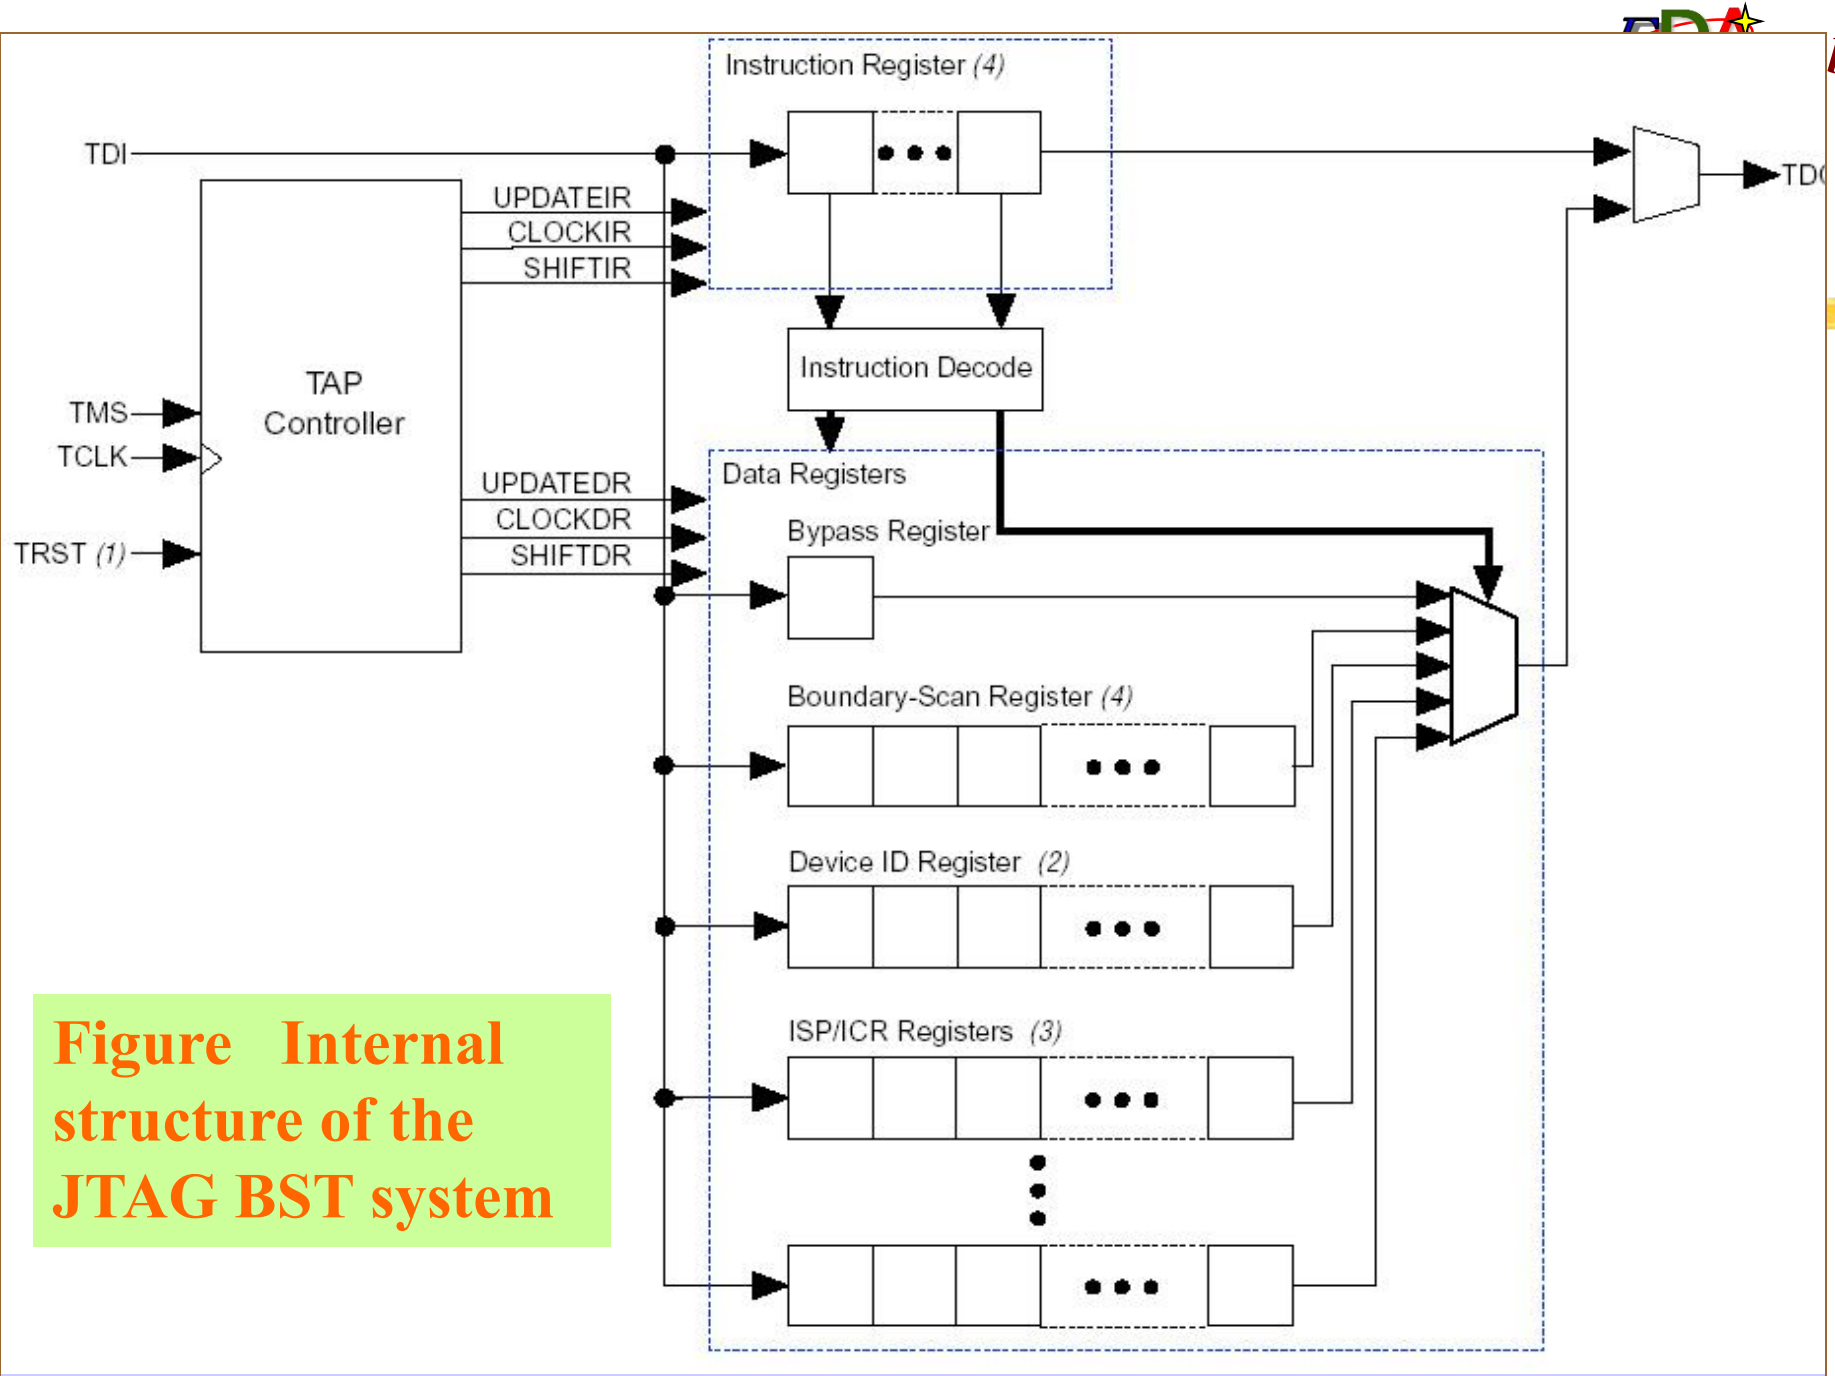 EDA
Instruction Register (4)
TDI
UPDATEIR
CLOCKIR
SHIFTIR
Instruction Decode
TAP
Controller
TMS
TCLK
TRST (1)
UPDATEDR
CLOCKDR
SHIFTDR
Data Registers
Bypass Register
Boundary-Scan Register (4)
Device ID Register (2)
ISP/ICR Registers (3)
Figure Internal
structure of the
JTAG BST system